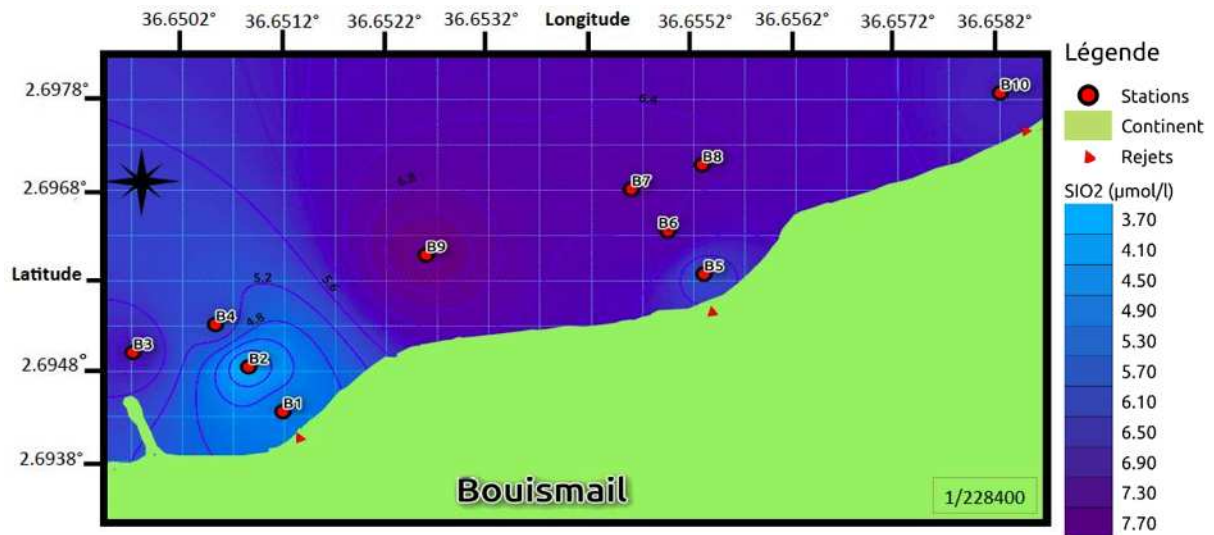 36.6502° 36.6512° 36.6522° 36.6532° Longitude 36.6552° 36.6562° 36.6572° 36.6582°
Légende
Stations
Continent
Rejets
SIO2 (μmol/l)
3.70
4.10
4.50
4.90
5.30
5.70
6.10
6.50
6.90
7.30
7.70
2.6978°
2.6968°
Latitude
2.6948°
2.6938°
B10
6.4
B8
B7
B6
B9
B5
5.2
5.6
4.8
B4
B3
B2
B1
Bouismail
1/228400